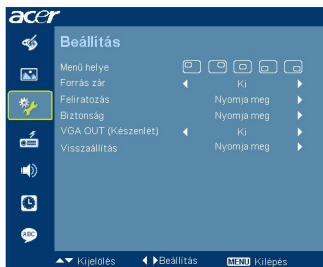 acer
Beállítás
Menü helye
Forrás zár Ki
Feliratozás Nyomja meg
Biztonság Nyomja meg
VGA OUT (Készenlét) Ki
Visszaállítás Nyomja meg
ABC
Kijelölés Beállítás MENU Kilépés